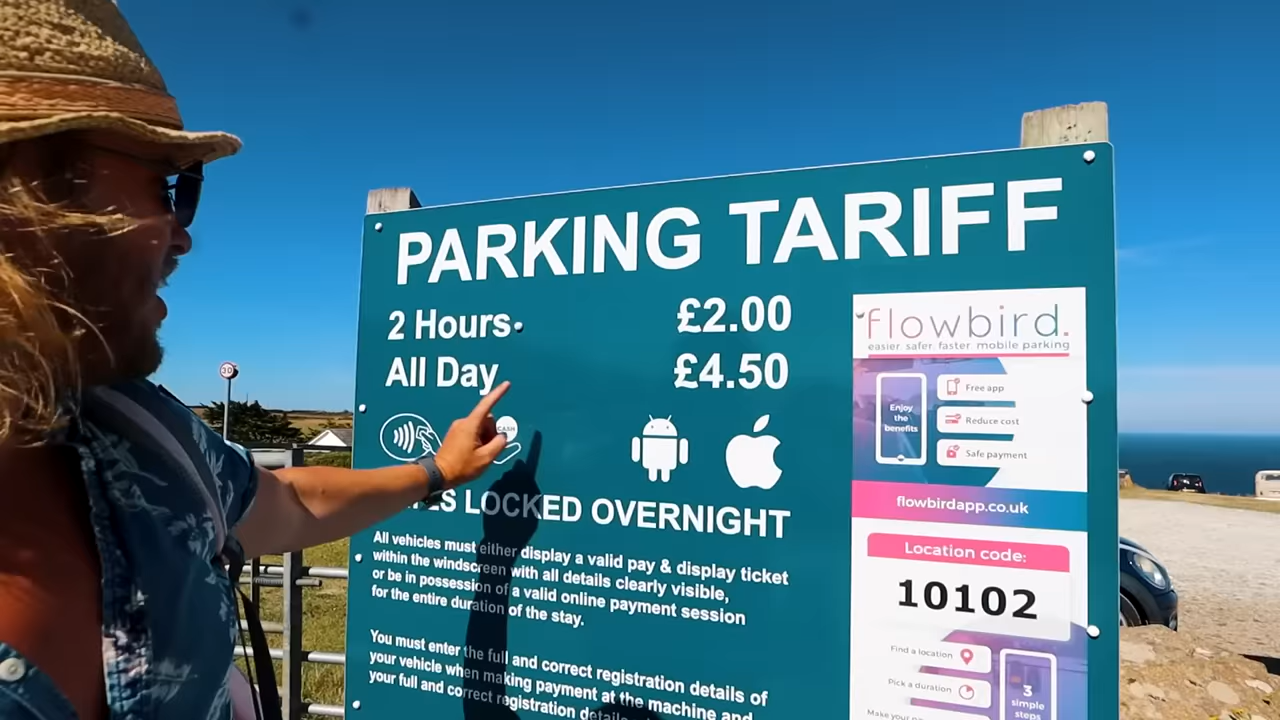 30
PARKING TARIFF
2 Hours £2.00
All Day £4.50
CASH
LOCKED OVERNIGHT
All vehicles must either display a valid pay & display ticket
within the windscreen with all details clearly visible,
or be in possession of a valid online payment session
for the entire duration of the stay.
You must enter the full and correct registration details of
your vehicle when making payment at the machine and
your full and correct registration details
flowbird.
easier. safer. faster. mobile parking
Enjoy
the
benefits
Free app
Reduce cost
Safe payment
flowbirdapp.co.uk
Location code:
10102
Find a location
Pick a duration
Make your
3
simple
steps